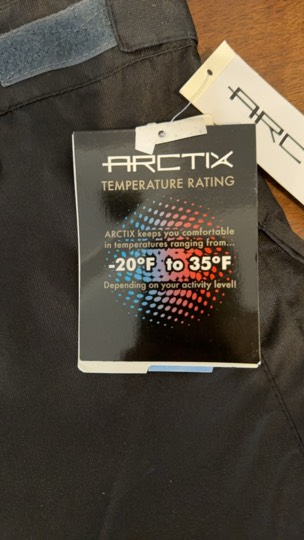 ARCTIX
TEMPERATURE RATING
ARCTIX keeps you comfortable
in temperatures ranging from...
-20°F to 35°F
Depending on your activity level!
ARC